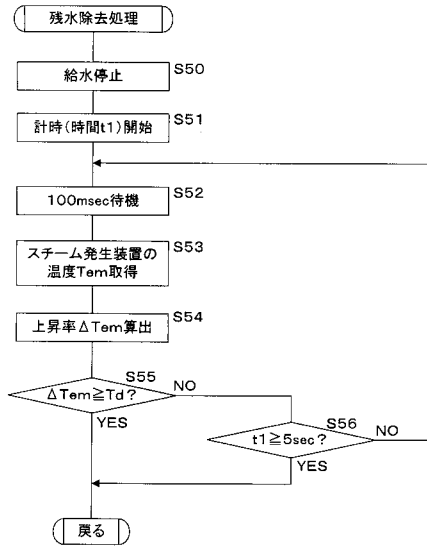 残水除去処理
給水停止
S50
計時(時間t1)開始
S51
100msec待機
S52
スチーム発生装置の
温度Tem取得
S53
上昇率ΔTem算出
S54
ΔTem≧Td?
S55
NO
YES
t1≧5sec?
S56
NO
YES
戻る